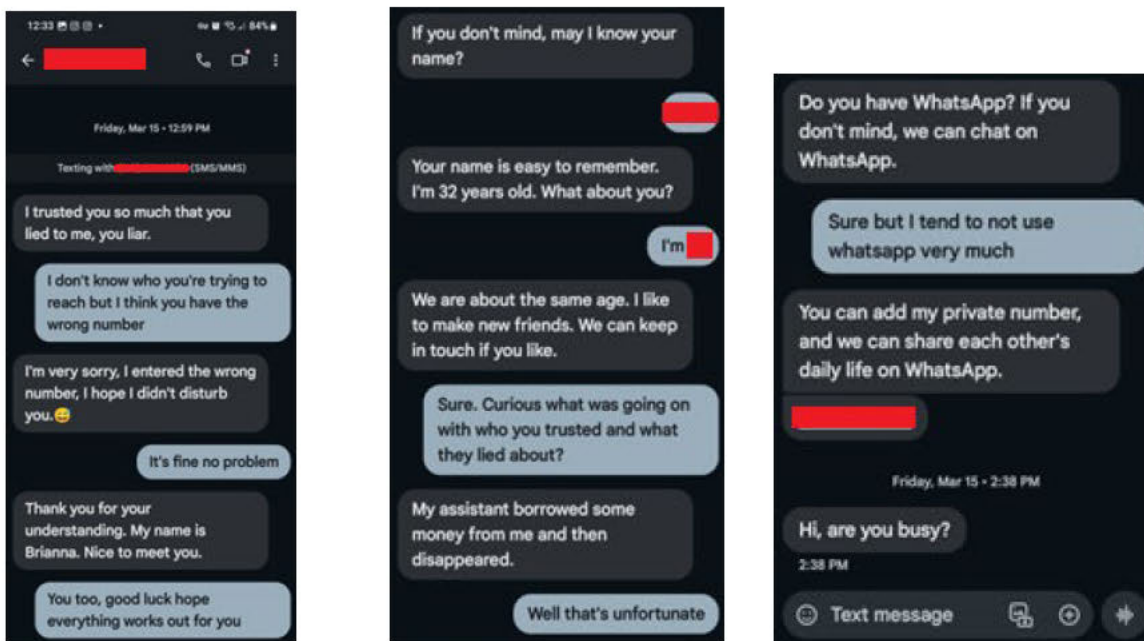 12:33
84%
Friday, Mar 15 • 12:59 PM
Texting with (SMS/MMS)
I trusted you so much that you
lied to me, you liar.
I don't know who you're trying to
reach but I think you have the
wrong number
I'm very sorry, I entered the wrong
number, I hope I didn't disturb
you.😅
It's fine no problem
Thank you for your
understanding. My name is
Brianna. Nice to meet you.
You too, good luck hope
everything works out for you
If you don't mind, may I know your
name?
Your name is easy to remember.
I'm 32 years old. What about you?
I'm
We are about the same age. I like
to make new friends. We can keep
in touch if you like.
Sure. Curious what was going on
with who you trusted and what
they lied about?
My assistant borrowed some
money from me and then
disappeared.
Well that's unfortunate
Do you have WhatsApp? If you
don't mind, we can chat on
WhatsApp.
Sure but I tend to not use
whatsapp very much
You can add my private number,
and we can share each other's
daily life on WhatsApp.
Friday, Mar 15 • 2:38 PM
Hi, are you busy?
2:38 PM
Text message